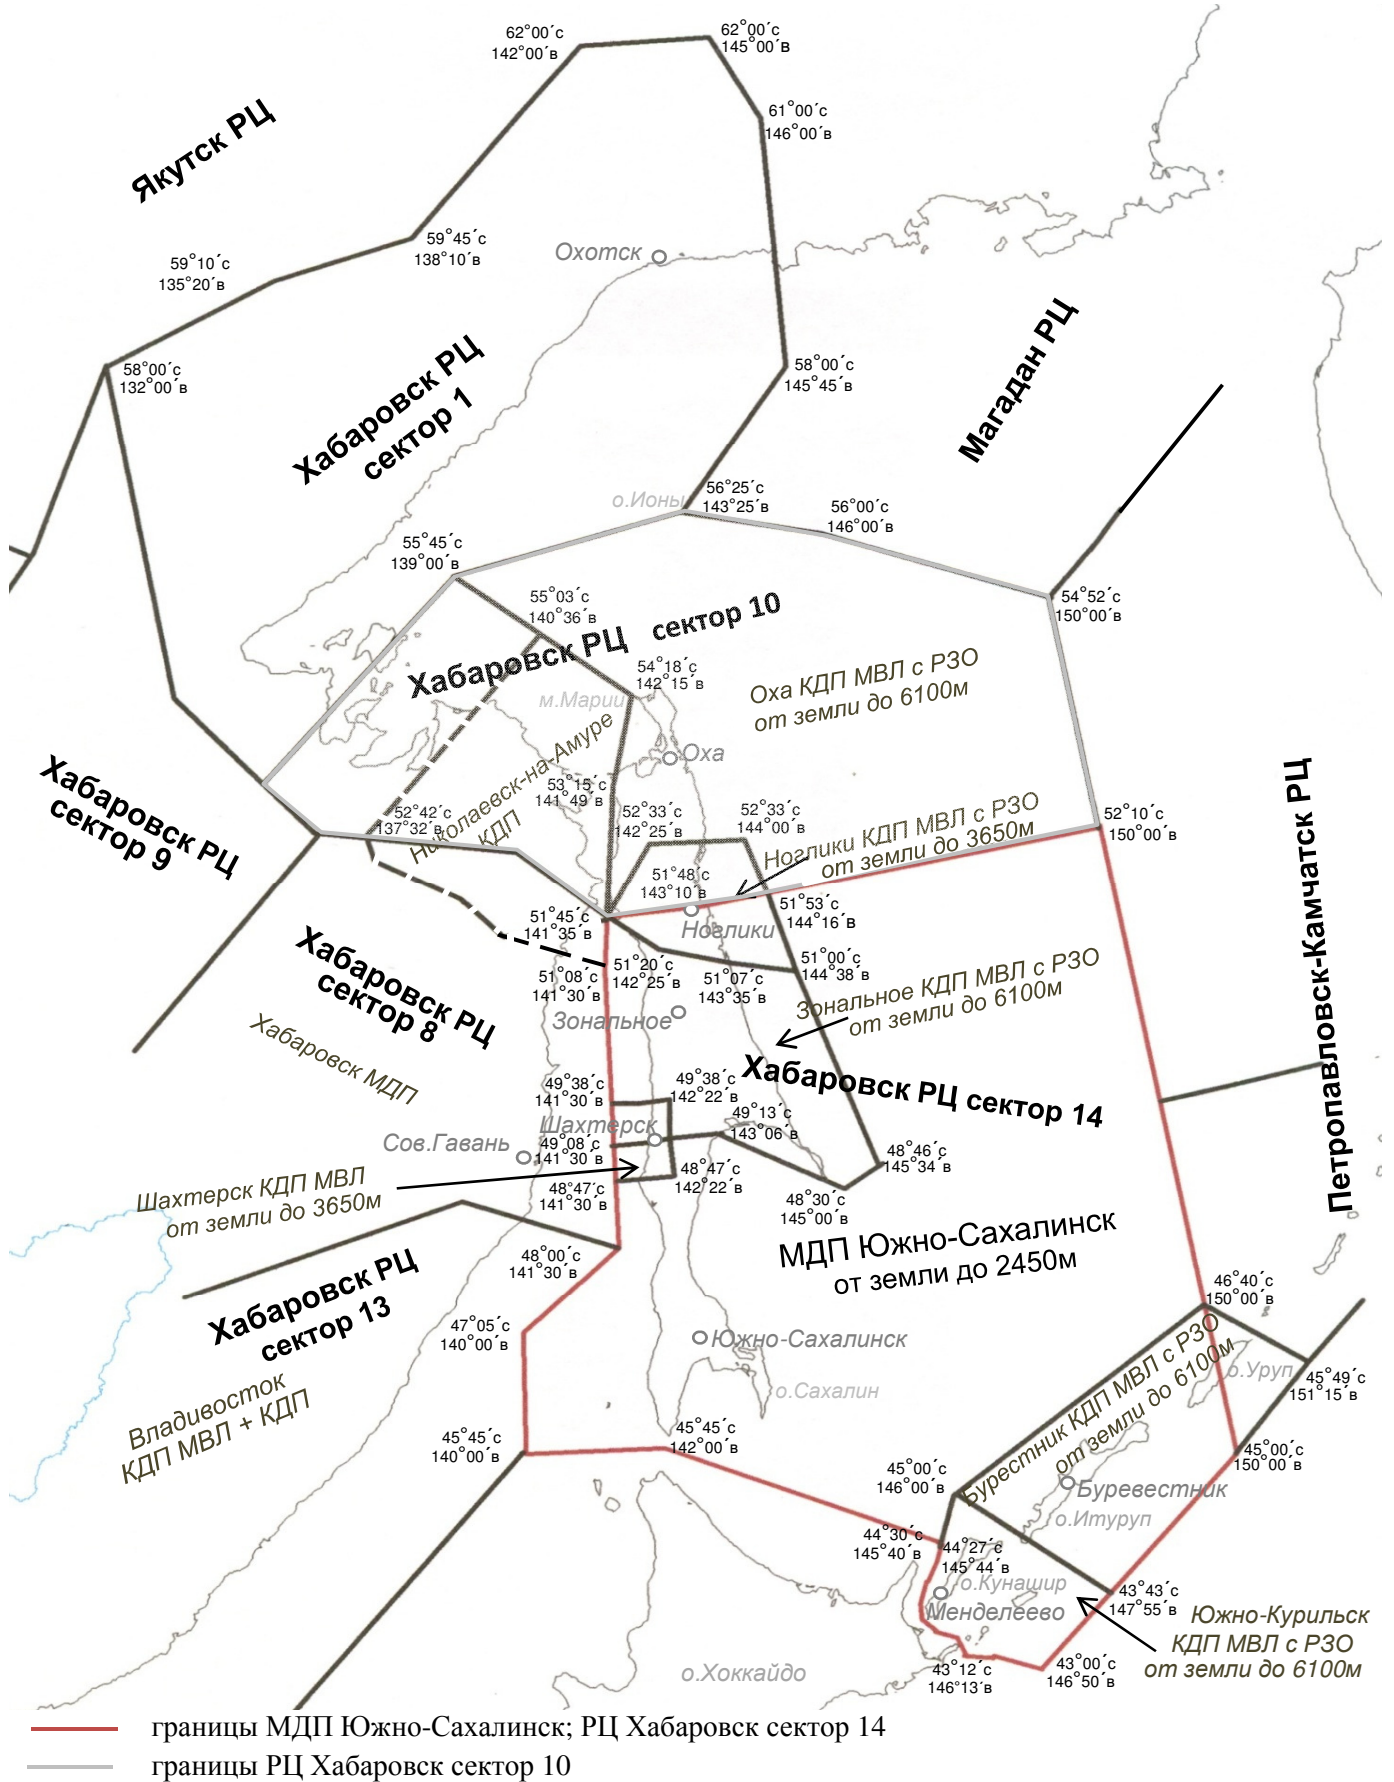 62°00´с
142°00´в
62°00´с
145°00´в
61°00´с
146°00´в
Якутск РЦ
59°45´с
138°10´в
59°10´с
135°20´в
Охотск
58°00´с
132°00´в
58°00´с
145°45´в
Хабаровск РЦ
сектор 1
Магадан РЦ
о.Ионы
56°25´с
143°25´в
56°00´с
146°00´в
55°45´с
139°00´в
55°03´с
140°36´в
54°52´с
150°00´в
Хабаровск РЦ сектор 10
54°18´с
142°15´в
м.Марии
Оха КДП МВЛ с РЗО
от земли до 6100м
Оха
Николаевск-на-Амуре
КДП
53°15´с
141°49´в
52°42´с
137°32´в
52°33´с
142°25´в
52°33´с
144°00´в
52°10´с
150°00´в
Хабаровск РЦ
сектор 9
Ноглики КДП МВЛ с РЗО
от земли до 3650м
51°48´с
143°10´в
51°53´с
144°16´в
Ноглики
51°45´с
141°35´в
51°08´с
141°30´в
51°20´с
142°25´в
51°07´с
143°35´в
51°00´с
144°38´в
Хабаровск РЦ
сектор 8
Хабаровск МДП
Зональное
Зональное КДП МВЛ с РЗО
от земли до 6100м
Хабаровск РЦ сектор 14
Петропавловск-Камчатск РЦ
49°38´с
141°30´в
49°38´с
142°22´в
49°13´с
143°06´в
Шахтерск
Сов.Гавань
49°08´с
141°30´в
48°46´с
145°34´в
48°47´с
142°22´в
48°47´с
141°30´в
48°30´с
145°00´в
Шахтерск КДП МВЛ
от земли до 3650м
МДП Южно-Сахалинск
от земли до 2450м
48°00´с
141°30´в
Хабаровск РЦ
сектор 13
46°40´с
150°00´в
47°05´с
140°00´в
Южно-Сахалинск
о.Сахалин
Бурестник КДП МВЛ с РЗО
от земли до 6100м
о.Уруп
45°49´с
151°15´в
Владивосток
КДП МВЛ + КДП
45°45´с
140°00´в
45°45´с
142°00´в
45°00´с
150°00´в
45°00´с
146°00´в
Буревестник
о.Итуруп
44°30´с
145°40´в
44°27´с
145°44´в
о.Кунашир
Менделеево
43°43´с
147°55´в
Южно-Курильск
КДП МВЛ с РЗО
от земли до 6100м
43°12´с
146°13´в
43°00´с
146°50´в
о.Хоккайдо
границы МДП Южно-Сахалинск; РЦ Хабаровск сектор 14
границы РЦ Хабаровск сектор 10